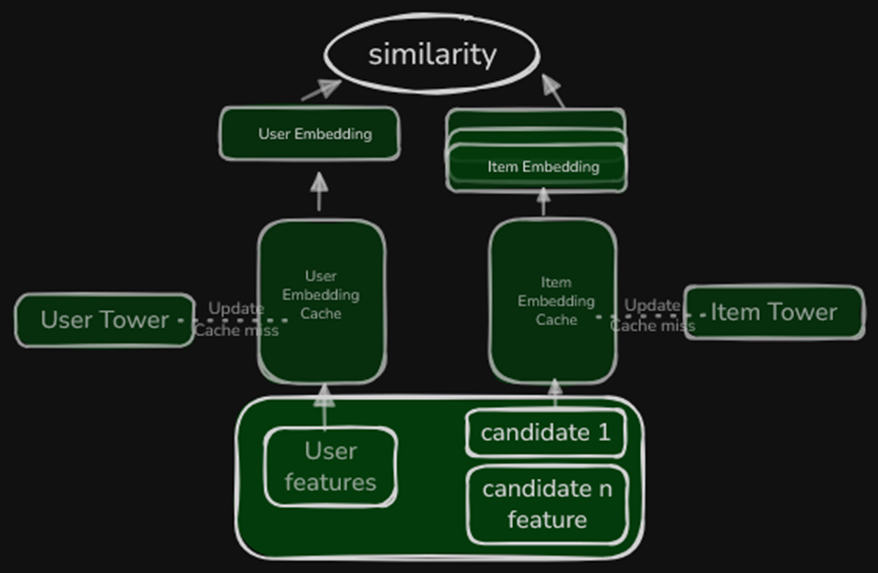 similarity
User Embedding
Item Embedding
User
Embedding
Cache
Item
Embedding
Cache
User Tower
Update
Cache miss
Update
Cache miss
Item Tower
User
features
candidate 1
candidate n
feature